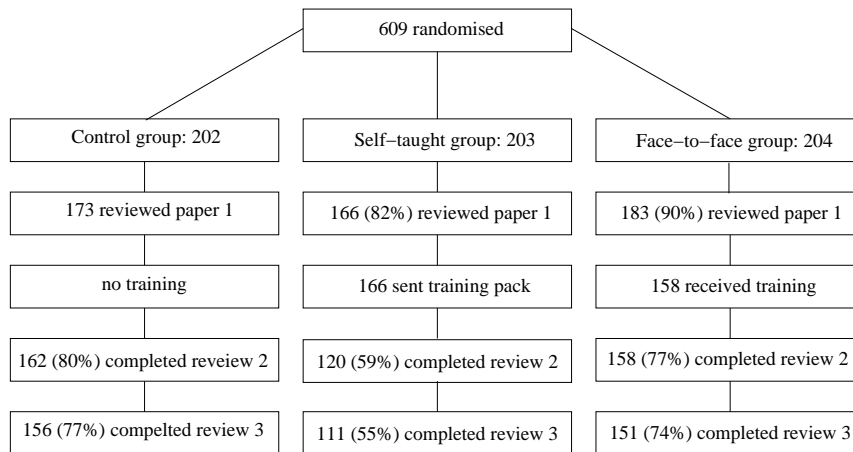 609 randomised
Control group: 202
Self−taught group: 203
Face−to−face group: 204
173 reviewed paper 1
166 (82%) reviewed paper 1
183 (90%) reviewed paper 1
no training
166 sent training pack
158 received training
162 (80%) completed reveiew 2
120 (59%) completed review 2
158 (77%) completed review 2
156 (77%) compelted review 3
111 (55%) completed review 3
151 (74%) completed review 3